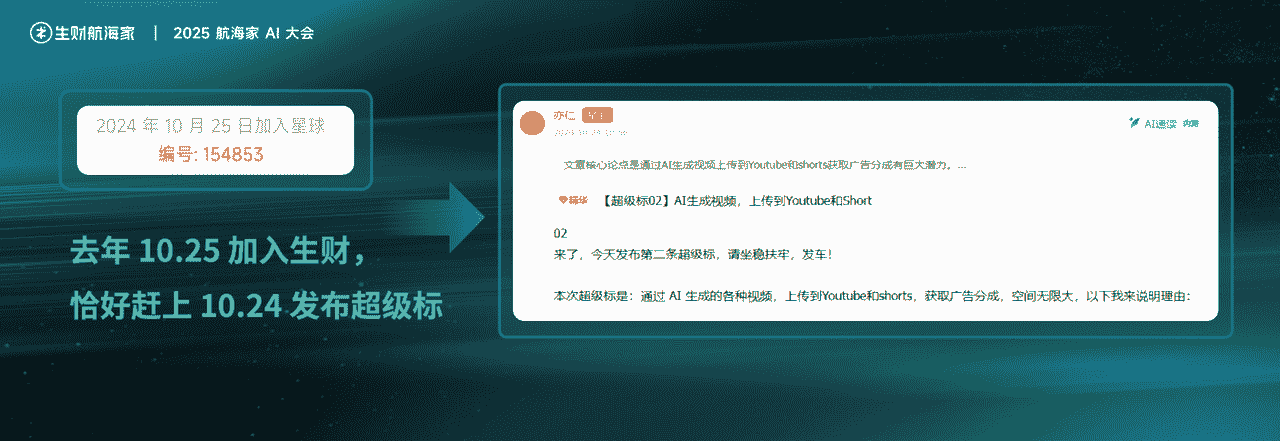 生财航海家 | 2025 航海家 AI 大会
2024 年 10 月 25 日加入星球
编号: 154853
去年 10.25 加入生财，
恰好赶上 10.24 发布超级标
亦仁
AI速读 内测
文章核心论点是通过AI生成视频上传到Youtube和shorts获取广告分成有巨大潜力。...
精华 【超级标02】AI生成视频，上传到Youtube和Short
02
来了，今天发布第二条超级标，请坐稳扶牢，发车！
本次超级标是：通过 AI 生成的各种视频，上传到Youtube和shorts，获取广告分成，空间无限大，以下我来说明理由：